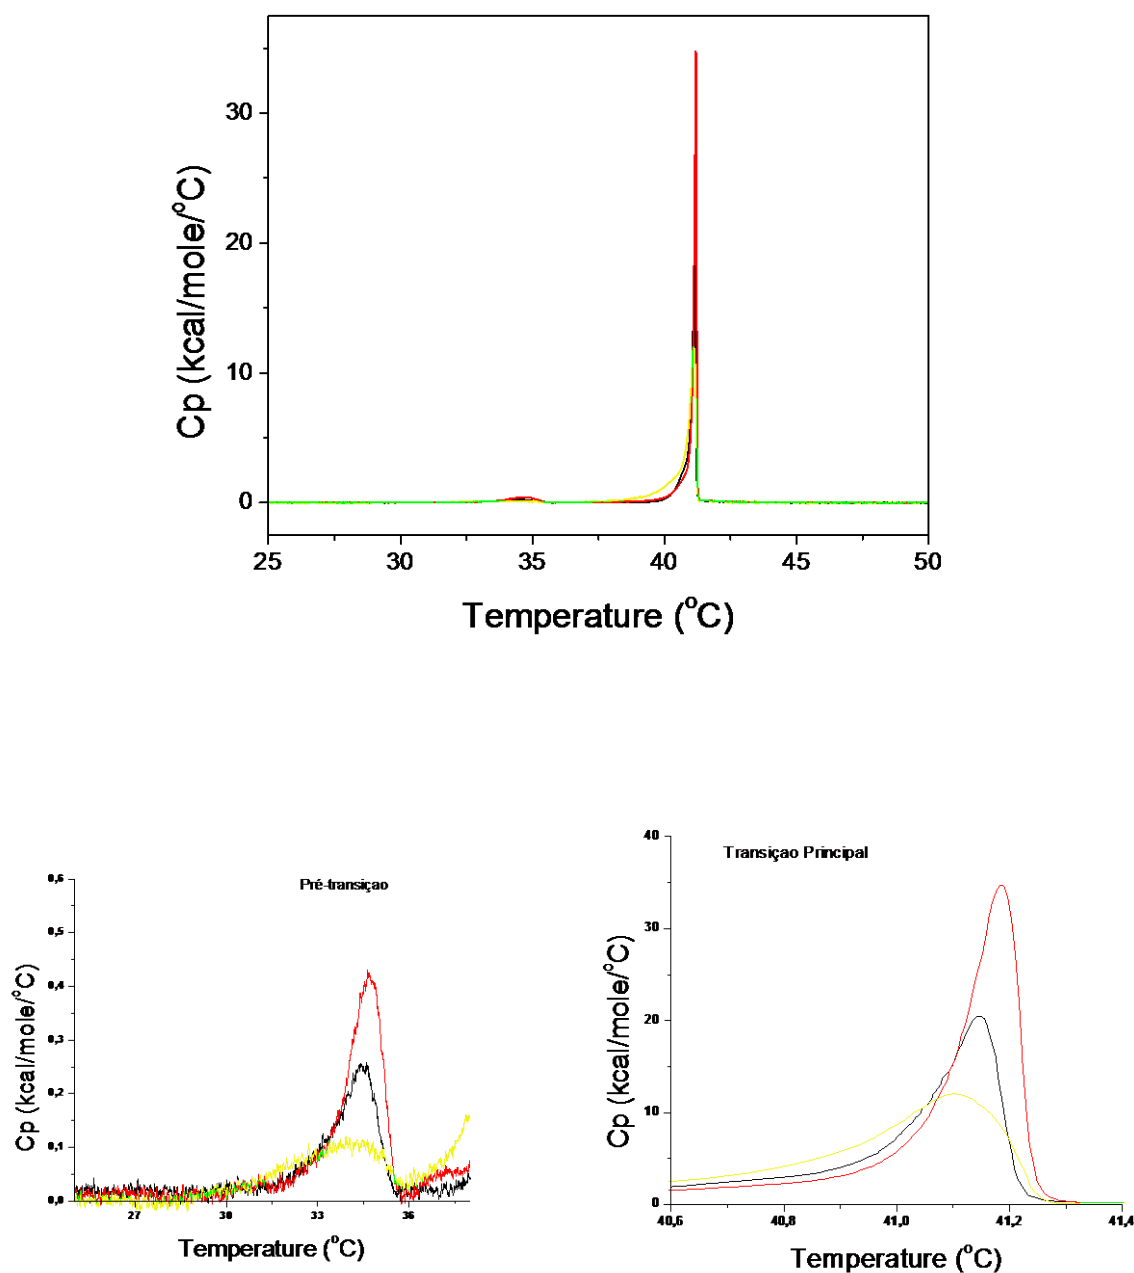 30
20
10
0
Cp (kcal/mole/°C)
25 30 35 40 45 50
Temperature (°C)
Pré-transiçao
0,6
0,5
0,4
0,3
0,2
0,1
0,0
Cp (kcal/mole/°C)
27 30 33 36
Temperature (°C)
Transiçao Principal
40
30
20
10
0
Cp (kcal/mole/°C)
40,6 40,8 41,0 41,2 41,4
Temperature (°C)